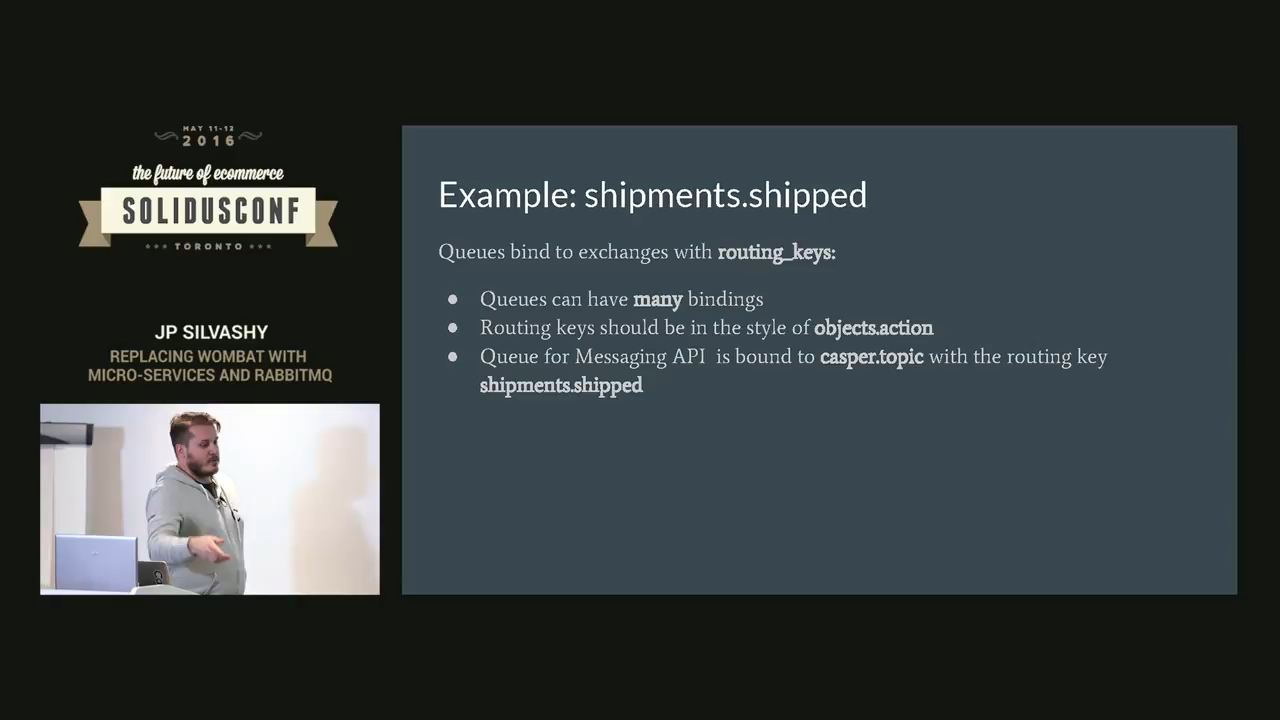 MAY 11-12
2016
the future of ecommerce
SOLIDUSCONF
TORONTO
JP SILVASHY
REPLACING WOMBAT WITH
MICRO-SERVICES AND RABBITMQ
Example: shipments.shipped
Queues bind to exchanges with routing_keys:
● Queues can have many bindings
● Routing keys should be in the style of objects.action
● Queue for Messaging API is bound to casper.topic with the routing key
shipments.shipped